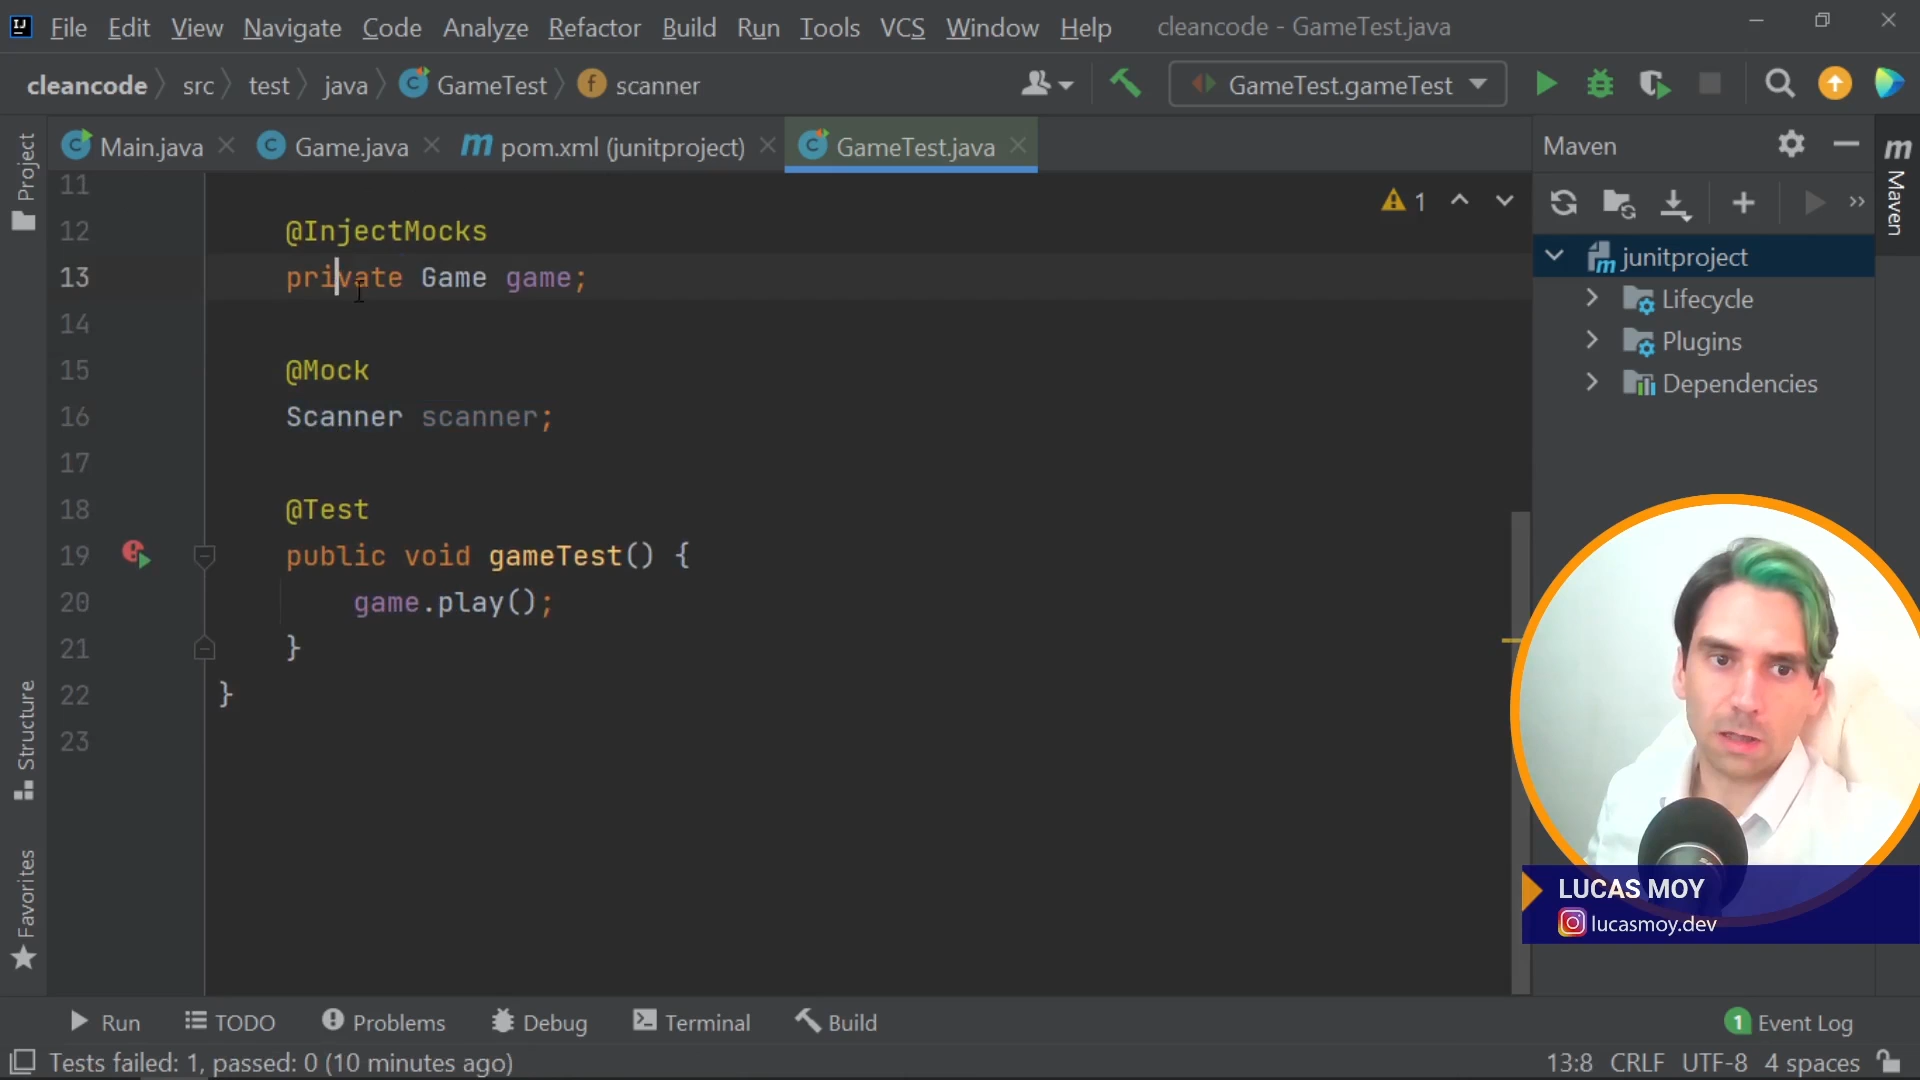 File Edit View Navigate Code Analyze Refactor Build Run Tools VCS Window Help cleancode - GameTest.java
cleancode src test java GameTest scanner GameTest.gameTest
Main.java Game.java pom.xml (junitproject) GameTest.java
Maven
1
11
12 @InjectMocks
13 private Game game;
14
15 @Mock
16 Scanner scanner;
17
18 @Test
19 public void gameTest() {
20 game.play();
21 }
22 }
23
junitproject
Lifecycle
Plugins
Dependencies
Maven
Project
Structure
Favorites
LUCAS MOY
lucasmoy.dev
Run TODO Problems Debug Terminal Build 1 Event Log
Tests failed: 1, passed: 0 (10 minutes ago) 13:8 CRLF UTF-8 4 spaces